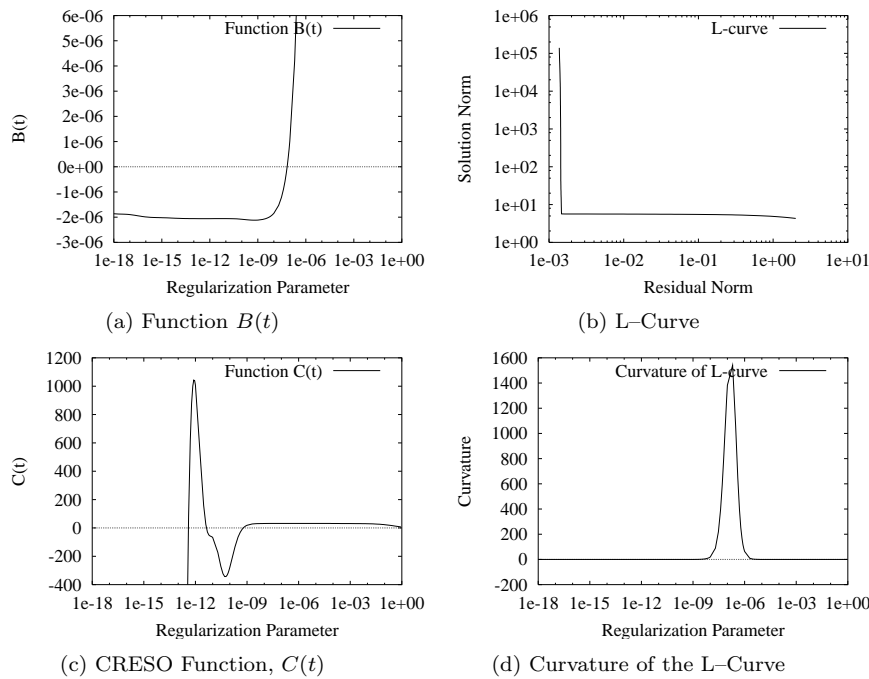 6e-06
5e-06
4e-06
3e-06
2e-06
1e-06
0e+00
-1e-06
-2e-06
-3e-06
B(t)
Function B(t)
1e-18 1e-15 1e-12 1e-09 1e-06 1e-03 1e+00
Regularization Parameter
(a) Function B(t)
1e+06
1e+05
1e+04
1e+03
1e+02
1e+01
1e+00
Solution Norm
L-curve
1e-03 1e-02 1e-01 1e+00 1e+01
Residual Norm
(b) L–Curve
1200
1000
800
600
400
200
0
-200
-400
C(t)
Function C(t)
1e-18 1e-15 1e-12 1e-09 1e-06 1e-03 1e+00
Regularization Parameter
(c) CRESO Function, C(t)
1600
1400
1200
1000
800
600
400
200
0
-200
Curvature
Curvature of L-curve
1e-18 1e-15 1e-12 1e-09 1e-06 1e-03 1e+00
Regularization Parameter
(d) Curvature of the L–Curve